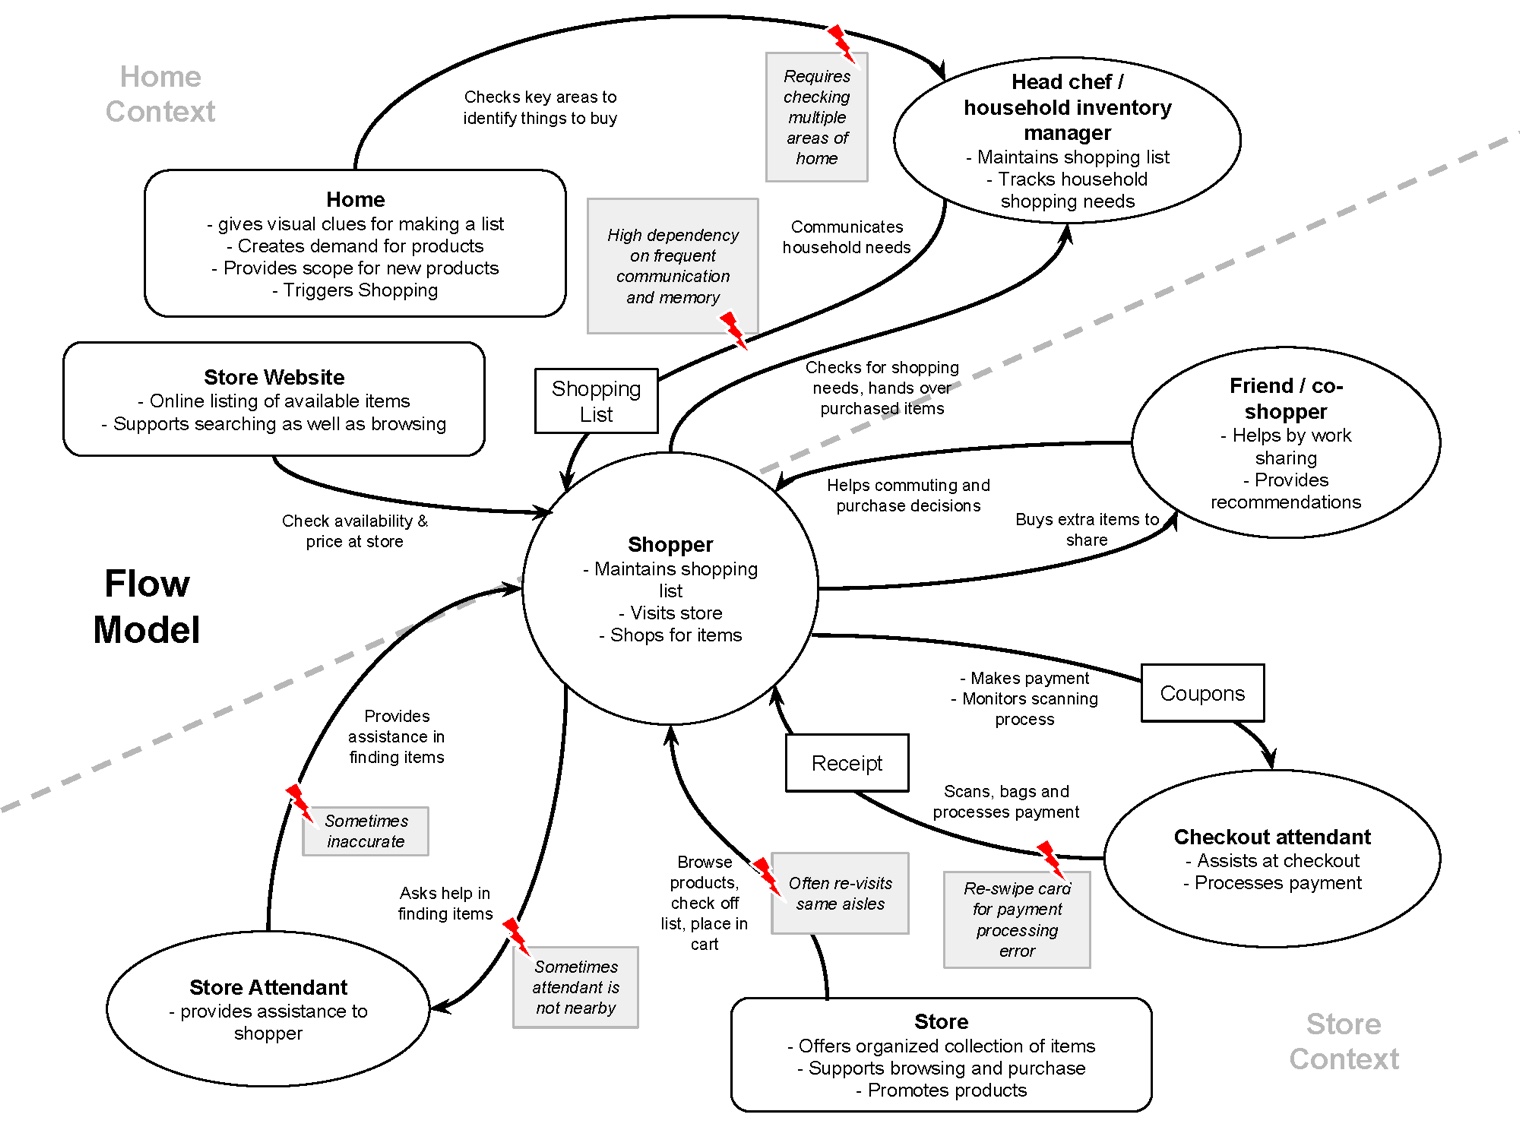 Home
Context
Checks key areas to
identify things to buy
Requires
checking
multiple
areas of
home
Head chef /
household inventory
manager
- Maintains shopping list
- Tracks household
shopping needs
Home
- gives visual clues for making a list
- Creates demand for products
- Provides scope for new products
- Triggers Shopping
High dependency
on frequent
communication
and memory
Communicates
household needs
Store Website
- Online listing of available items
- Supports searching as well as browsing
Shopping
List
Checks for shopping
needs, hands over
purchased items
Friend / co-
shopper
- Helps by work
sharing
- Provides
recommendations
Check availability &
price at store
Helps commuting and
purchase decisions
Buys extra items to
share
Flow
Model
Shopper
- Maintains shopping
list
- Visits store
- Shops for items
Provides
assistance in
finding items
- Makes payment
- Monitors scanning
process
Coupons
Receipt
Scans, bags and
processes payment
Sometimes
inaccurate
Checkout attendant
- Assists at checkout
- Processes payment
Browse
products,
check off
list, place in
cart
Often re-visits
same aisles
Re-swipe card
for payment
processing
error
Asks help in
finding items
Sometimes
attendant is
not nearby
Store Attendant
- provides assistance to
shopper
Store
- Offers organized collection of items
- Supports browsing and purchase
- Promotes products
Store
Context